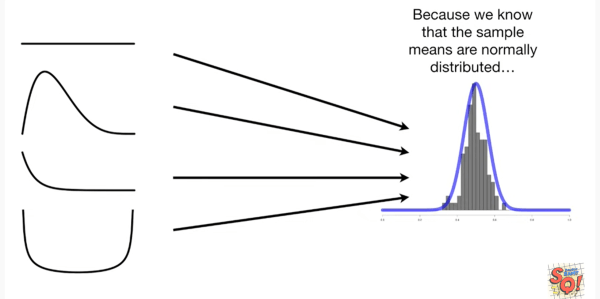 Because we know
that the sample
means are normally
distributed…